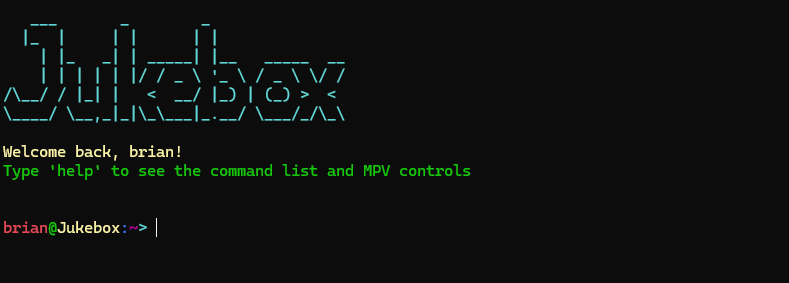 Jukebox
Welcome back, brian!
Type 'help' to see the command list and MPV controls
brian@Jukebox:~>